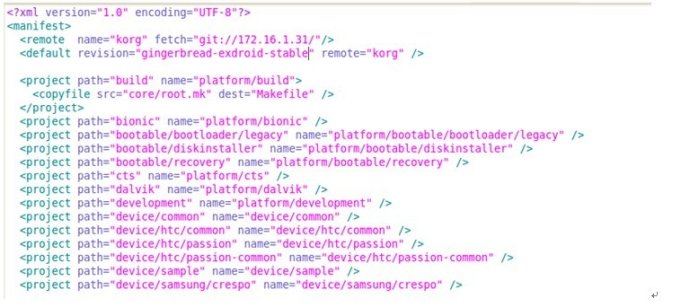 <?xml version="1.0" encoding="UTF-8"?>
<manifest>
  <remote  name="korg" fetch="git://172.16.1.31/"/>
  <default revision="gingerbread-exdroid-stable" remote="korg" />

  <project path="build" name="platform/build">
    <copyfile src="core/root.mk" dest="Makefile" />
  </project>
  <project path="bionic" name="platform/bionic" />
  <project path="bootable/bootloader/legacy" name="platform/bootable/bootloader/legacy" />
  <project path="bootable/diskinstaller" name="platform/bootable/diskinstaller" />
  <project path="bootable/recovery" name="platform/bootable/recovery" />
  <project path="cts" name="platform/cts" />
  <project path="dalvik" name="platform/dalvik" />
  <project path="development" name="platform/development" />
  <project path="device/common" name="device/common" />
  <project path="device/htc/common" name="device/htc/common" />
  <project path="device/htc/passion" name="device/htc/passion" />
  <project path="device/htc/passion-common" name="device/htc/passion-common" />
  <project path="device/sample" name="device/sample" />
  <project path="device/samsung/crespo" name="device/samsung/crespo" />